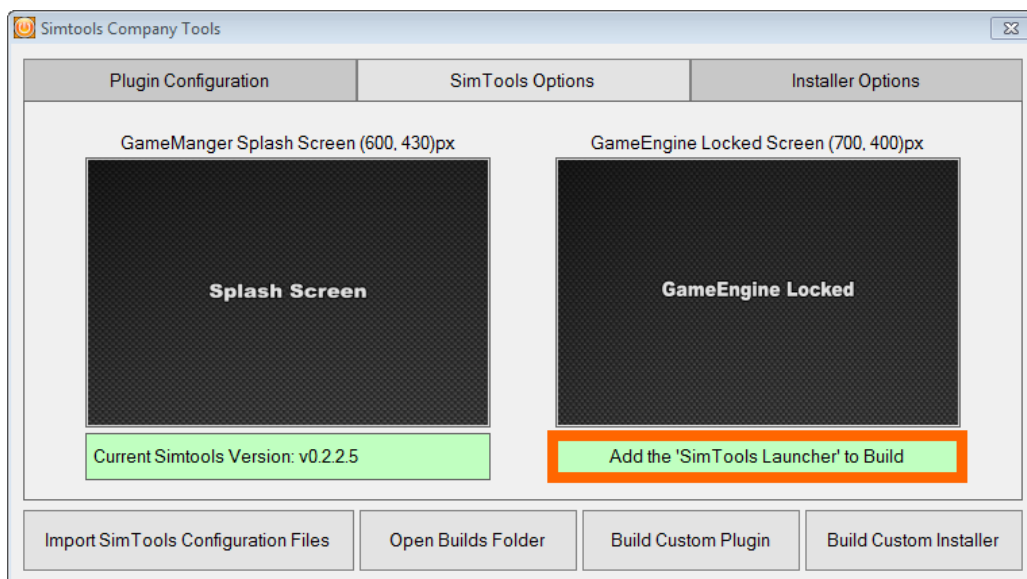 Simtools Company Tools
Plugin Configuration
SimTools Options
Installer Options
GameManger Splash Screen (600, 430)px
GameEngine Locked Screen (700, 400)px
Splash Screen
GameEngine Locked
Current Simtools Version: v0.2.2.5
Add the 'SimTools Launcher' to Build
Import SimTools Configuration Files
Open Builds Folder
Build Custom Plugin
Build Custom Installer